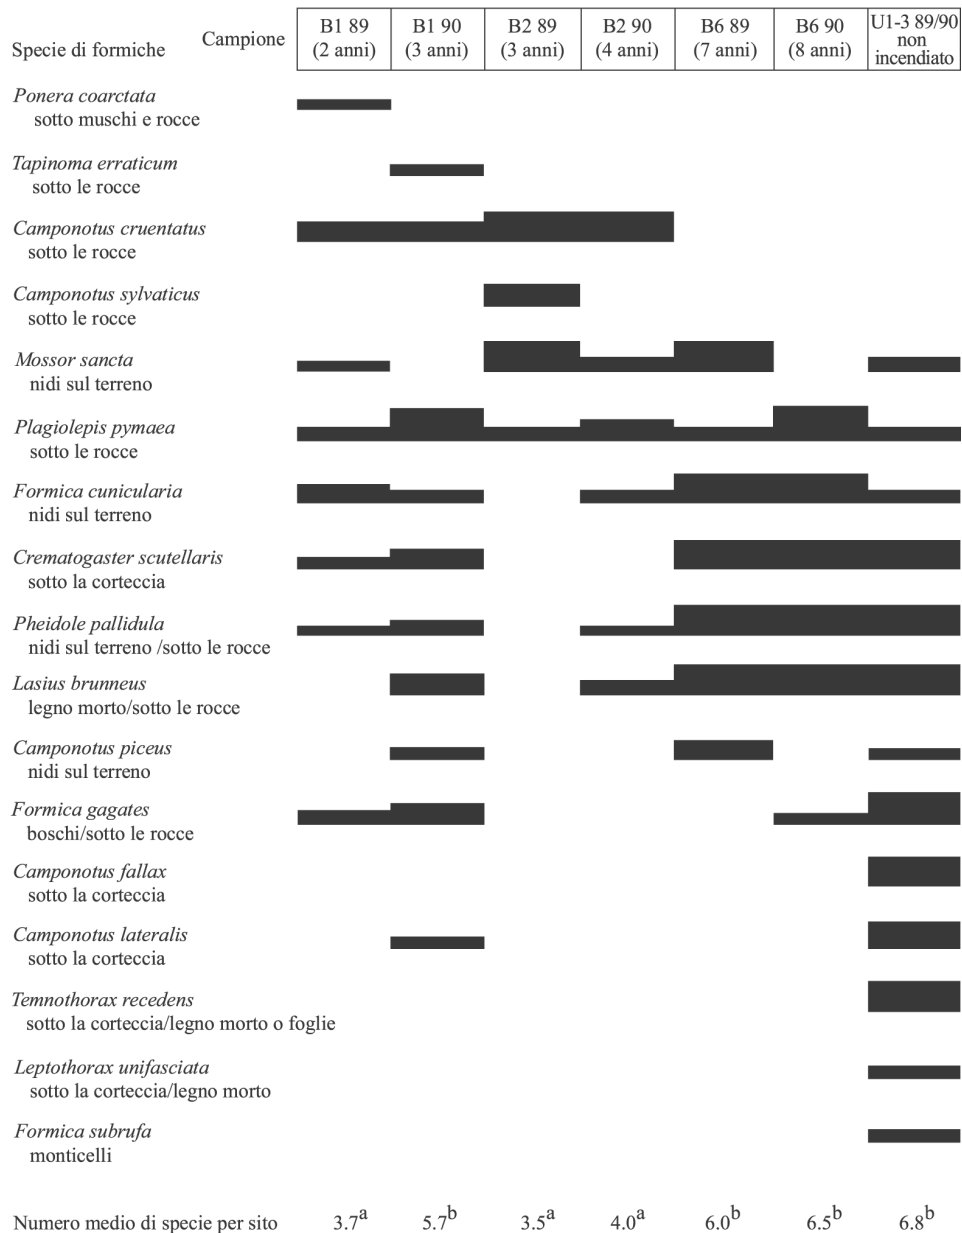 Specie di formiche Campione B1 89 B1 90 B2 89 B2 90 B6 89 B6 90 U1-3 89/90
(2 anni) (3 anni) (3 anni) (4 anni) (7 anni) (8 anni) non
incendiato
Ponera coarctata
sotto muschi e rocce
Tapinoma erraticum
sotto le rocce
Camponotus cruentatus
sotto le rocce
Camponotus sylvaticus
sotto le rocce
Mossor sancta
nidi sul terreno
Plagiolepis pymaea
sotto le rocce
Formica cunicularia
nidi sul terreno
Crematogaster scutellaris
sotto la corteccia
Pheidole pallidula
nidi sul terreno /sotto le rocce
Lasius brunneus
legno morto/sotto le rocce
Camponotus piceus
nidi sul terreno
Formica gagates
boschi/sotto le rocce
Camponotus fallax
sotto la corteccia
Camponotus lateralis
sotto la corteccia
Temnothorax recedens
sotto la corteccia/legno morto o foglie
Leptothorax unifasciata
sotto la corteccia/legno morto
Formica subrufa
monticelli
Numero medio di specie per sito 3.7a 5.7b 3.5a 4.0a 6.0b 6.5b 6.8b